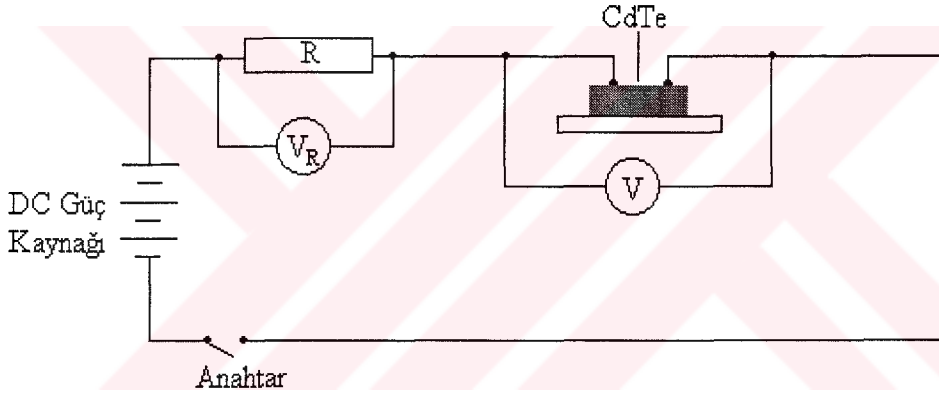 CdTe
R
V_R
V
DC Güç
Kaynağı
Anahtar